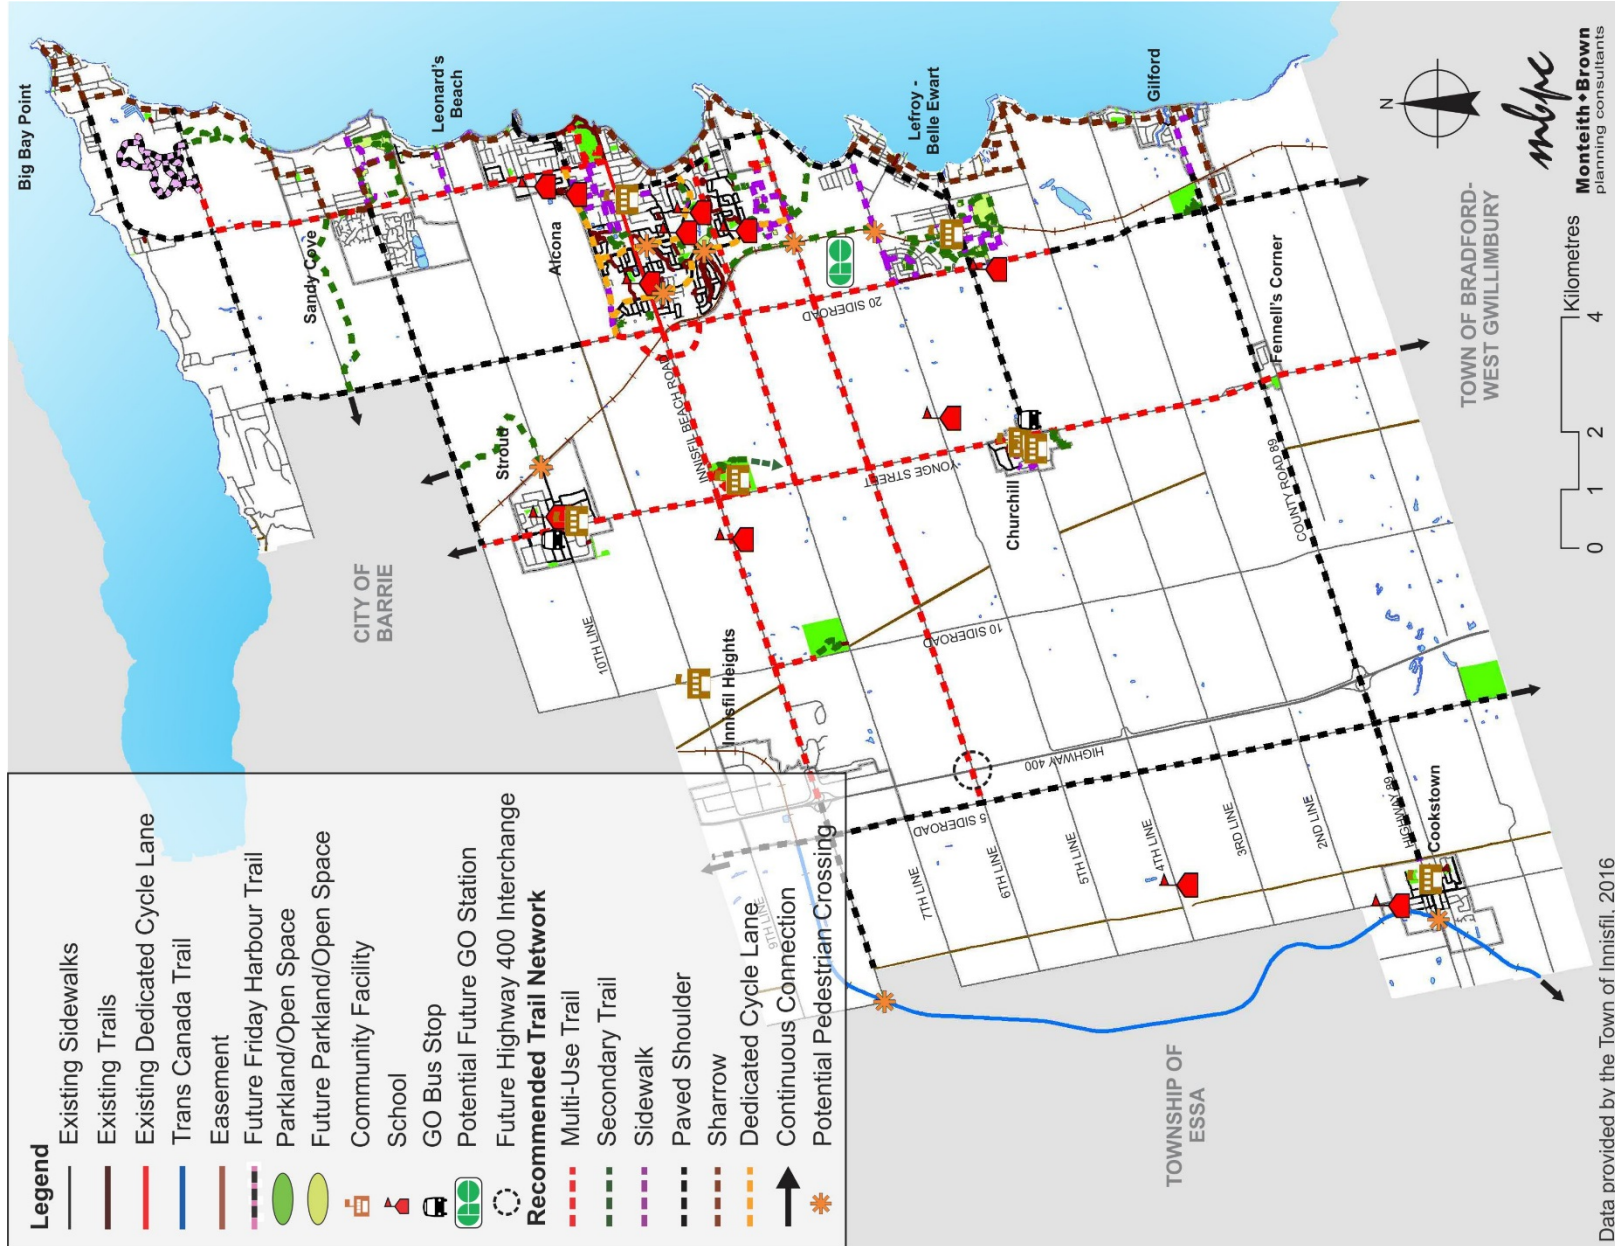 Legend
Existing Sidewalks
Existing Trails
Existing Dedicated Cycle Lane
Trans Canada Trail
Easement
Future Friday Harbour Trail
Parkland/Open Space
Future Parkland/Open Space
Community Facility
School
GO Bus Stop
Potential Future GO Station
Future Highway 400 Interchange
Recommended Trail Network
Multi-Use Trail
Secondary Trail
Sidewalk
Paved Shoulder
Sharrow
Dedicated Cycle Lane
Continuous Connection
Potential Pedestrian Crossing
Big Bay Point
Leonard's
Beach
Sandy Cove
Alcona
Lefroy -
Belle Ewart
Gilford
Stroud
CITY OF
BARRIE
Innisfil Heights
Churchill
Fennell's Corner
Cookstown
TOWN OF BRADFORD-
WEST GWILLIMBURY
TOWNSHIP OF
ESSA
10TH LINE
9TH LINE
7TH LINE
6TH LINE
5TH LINE
4TH LINE
3RD LINE
2ND LINE
INNISFIL BEACH ROAD
20 SIDEROAD
YONGE STREET
10 SIDEROAD
5 SIDEROAD
HIGHWAY 400
COUNTY ROAD 89
HIGHWAY 89
N
0 1 2 4
Kilometres
mbpc
Monteith Brown
planning consultants
Data provided by the Town of Innisfil, 2016